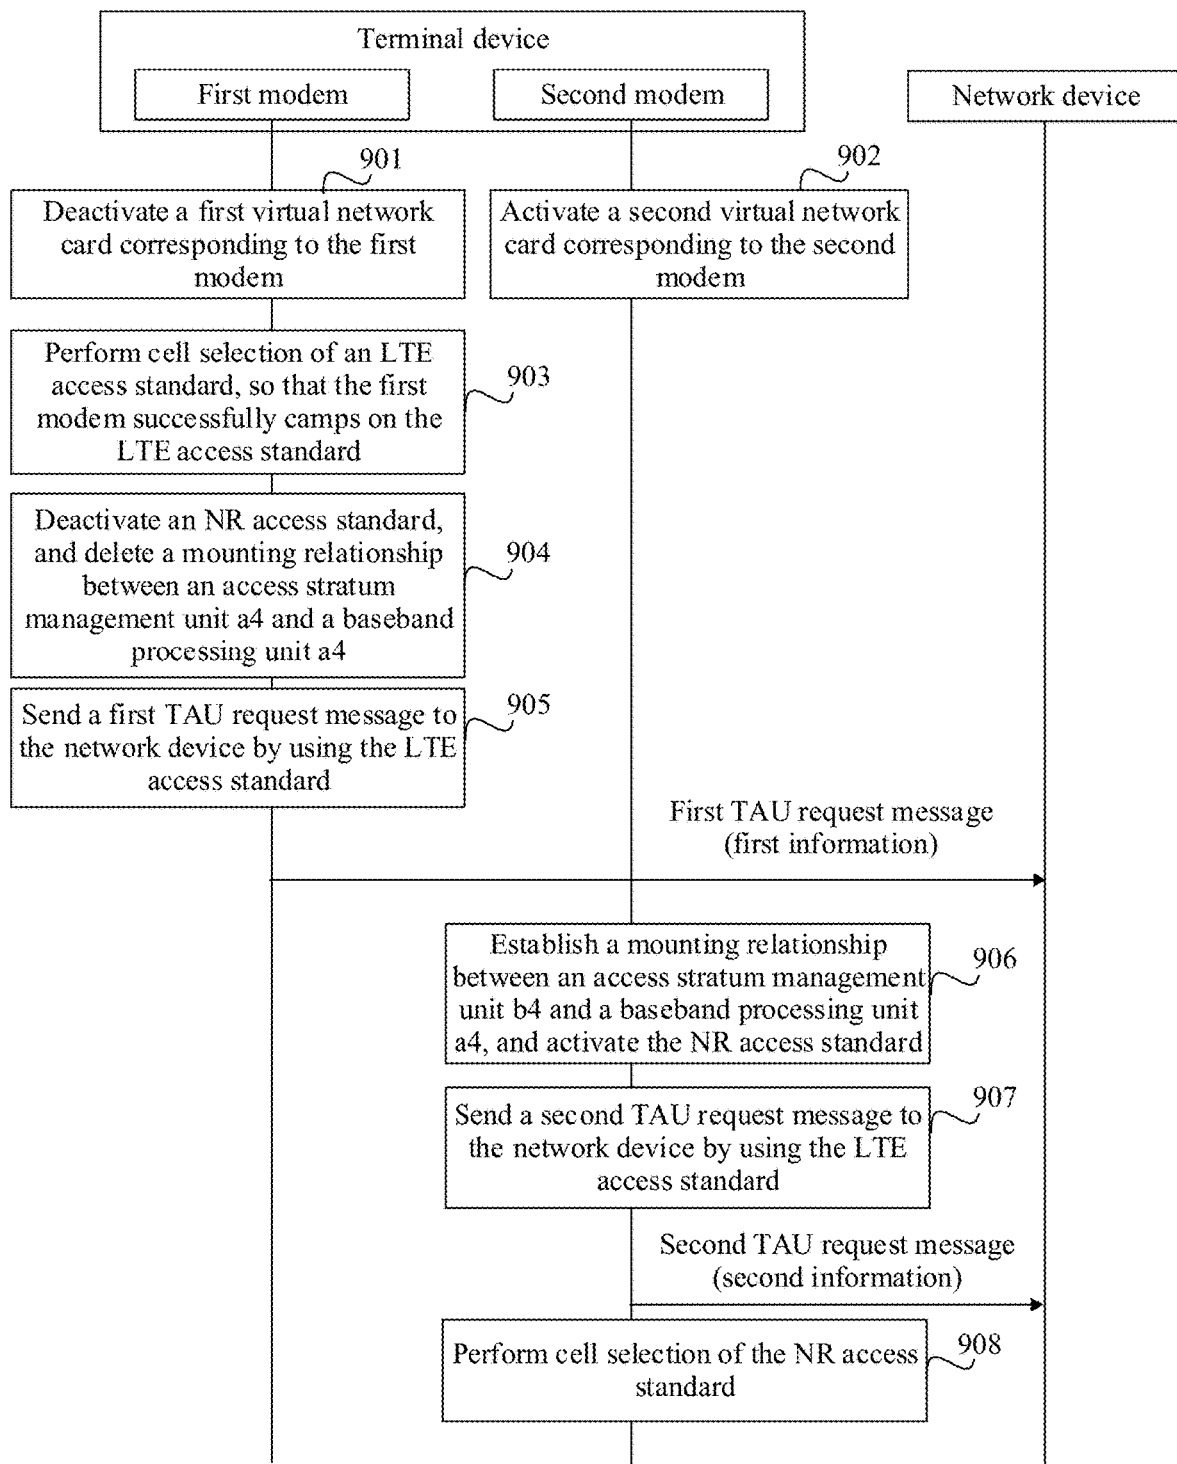 Terminal device
First modem
Second modem
Network device
901
902
Deactivate a first virtual network
card corresponding to the first
modem
Activate a second virtual network
card corresponding to the second
modem
Perform cell selection of an LTE
access standard, so that the first
modem successfully camps on the
LTE access standard
903
Deactivate an NR access standard,
and delete a mounting relationship
between an access stratum
management unit a4 and a baseband
processing unit a4
904
Send a first TAU request message to
the network device by using the LTE
access standard
905
First TAU request message
(first information)
Establish a mounting relationship
between an access stratum management
unit b4 and a baseband processing unit
a4, and activate the NR access standard
906
Send a second TAU request message to
the network device by using the LTE
access standard
907
Second TAU request message
(second information)
Perform cell selection of the NR access
standard
908